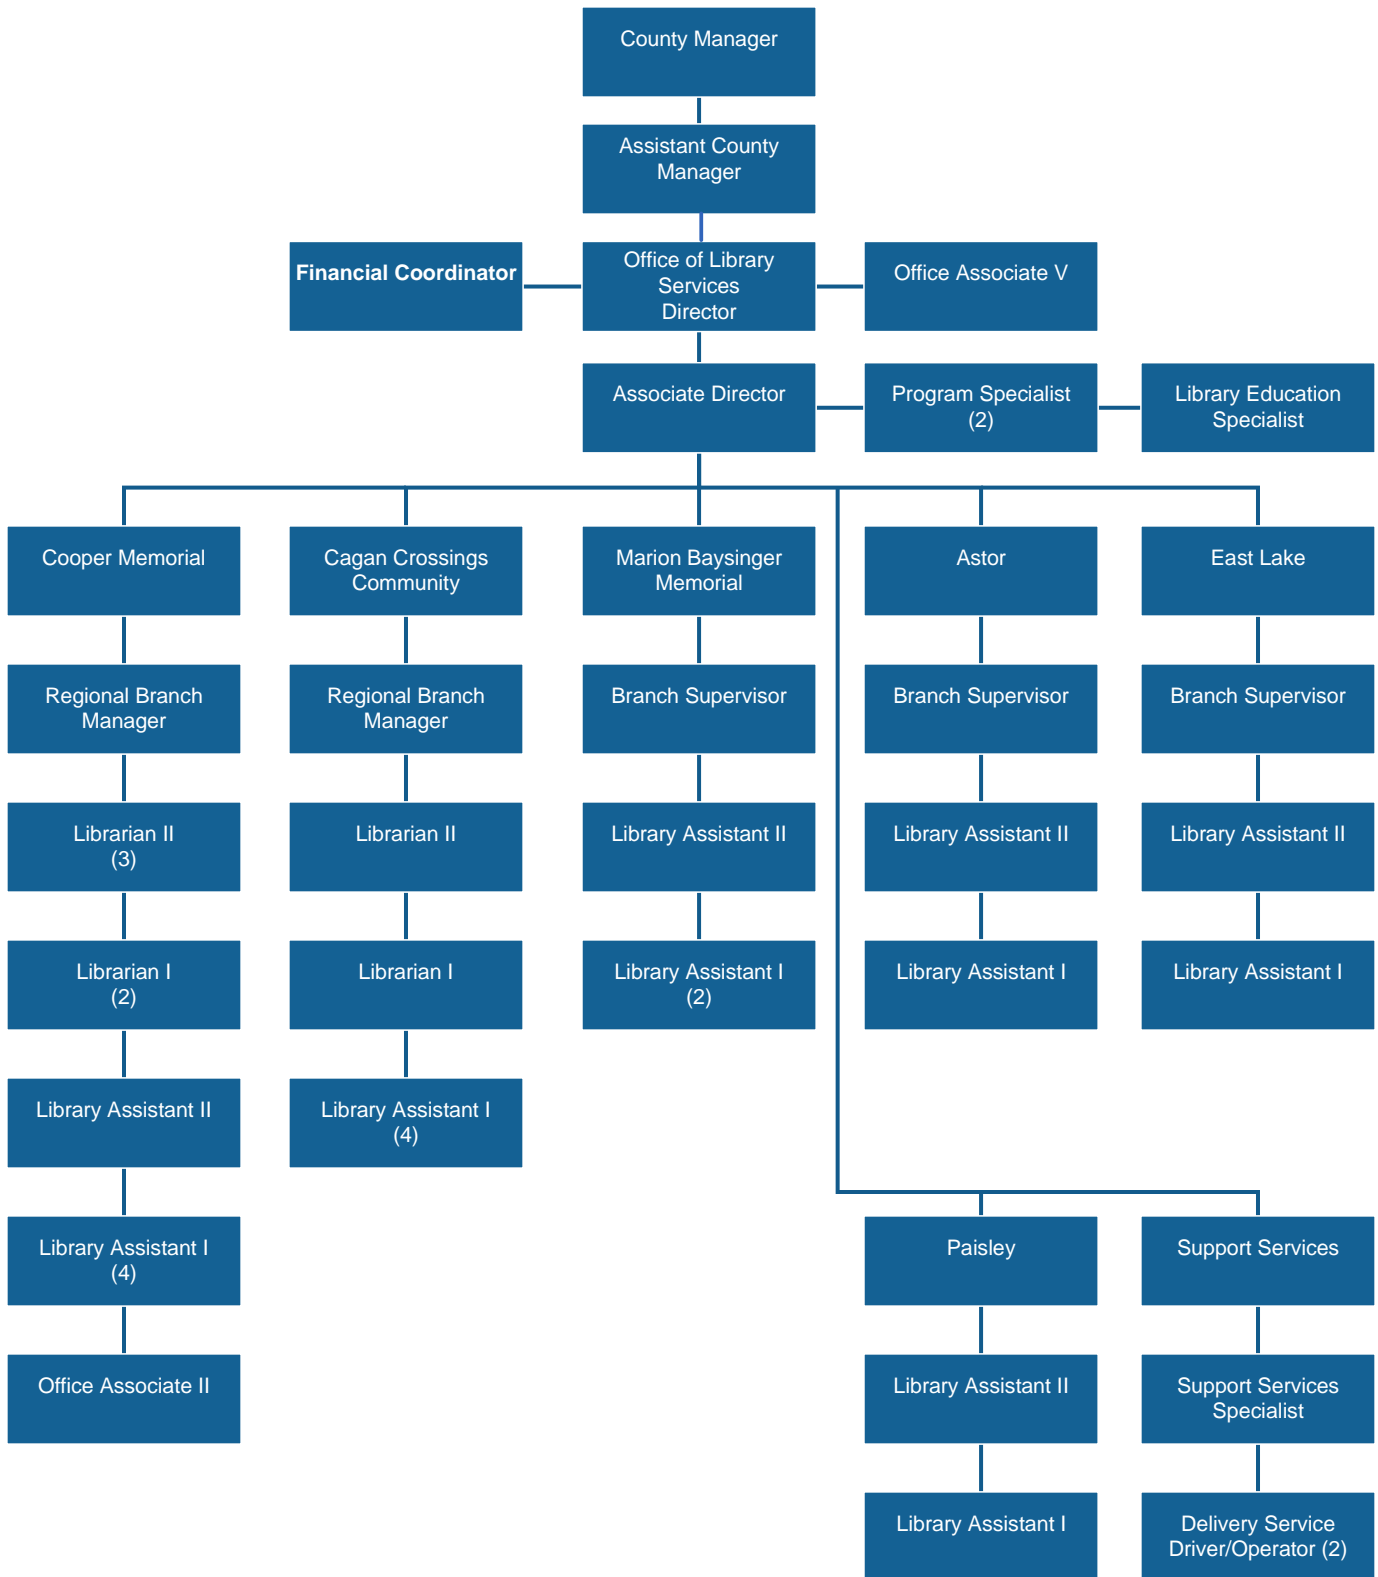 County Manager
Assistant County
Manager
Financial Coordinator
Office of Library
Services
Director
Office Associate V
Associate Director
Program Specialist
(2)
Library Education
Specialist
Cooper Memorial
Cagan Crossings
Community
Marion Baysinger
Memorial
Astor
East Lake
Regional Branch
Manager
Regional Branch
Manager
Branch Supervisor
Branch Supervisor
Branch Supervisor
Librarian II
(3)
Librarian II
Library Assistant II
Library Assistant II
Library Assistant II
Librarian I
(2)
Librarian I
Library Assistant I
(2)
Library Assistant I
Library Assistant I
Library Assistant II
Library Assistant I
(4)
Library Assistant I
(4)
Paisley
Support Services
Office Associate II
Library Assistant II
Support Services
Specialist
Library Assistant I
Delivery Service
Driver/Operator (2)